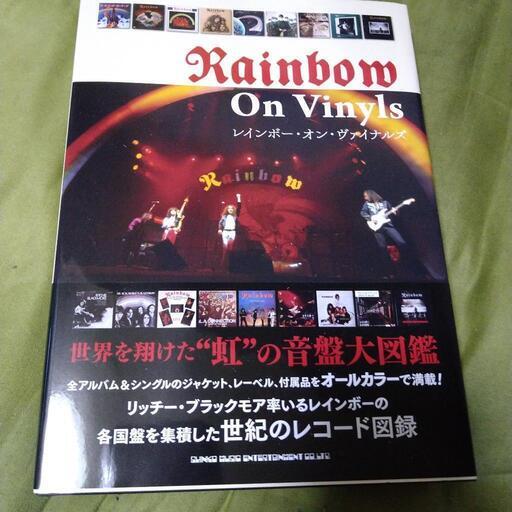 Rainbow
On Vinyls
レインボー・オン・ヴァイナルズ
Rainbow
Rainbow
世界を翔けた“虹”の音盤大図鑑
全アルバム&シングルのジャケット、レーベル、付属品をオールカラーで満載!
リッチー・ブラックモア率いるレインボーの
各国盤を集積した世紀のレコード図録
SHINKO MUSIC ENTERTAINMENT CO.,LTD.